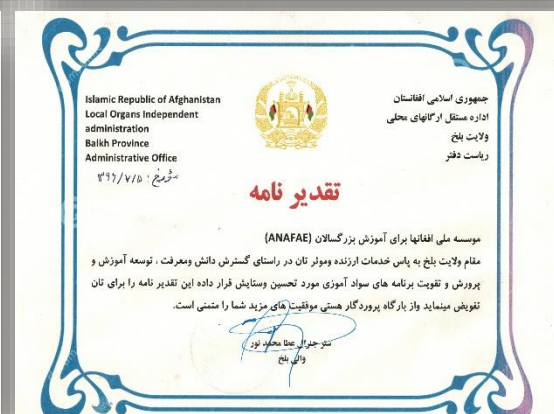 Islamic Republic of Afghanistan
Local Organs Independent
administration
Balkh Province
Administrative Office
جمهوری اسلامی افغانستان
اداره مستقل ارگانهای محلی
ولایت بلخ
ریاست دفتر
تقدیر نامه
موسسه ملی افغانها برای آموزش بزرگسالان (ANAFAE)
مقام ولایت بلخ به پاس خدمات ارزنده وموثر تان در راستای گسترش دانش ومعرفت ، توسعه آموزش و
پرورش و تقویت برنامه های سواد آموزی مورد تحسین وستایش قرار داده این تقدیر نامه را برای تان
تفویض مینماید واز بارگاه پروردگار هستی موفقیت های مزید شما را متمنی است.
ستر جنرال عطا محمد نور
والی بلخ